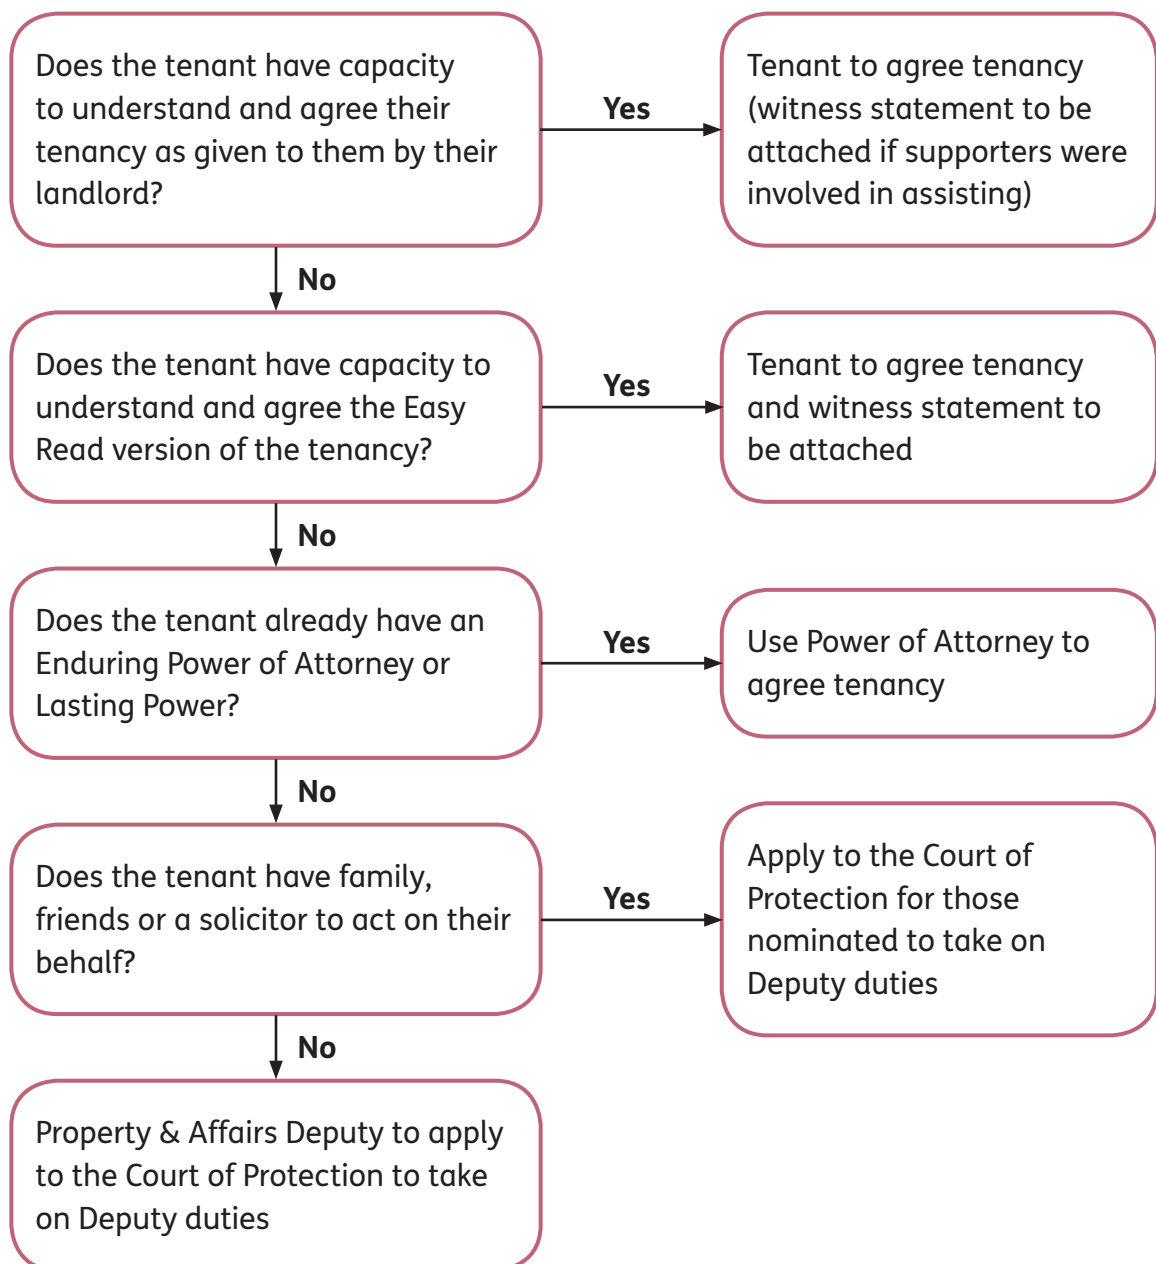 Does the tenant have capacity
to understand and agree their
tenancy as given to them by their
landlord?
Yes
Tenant to agree tenancy
(witness statement to be
attached if supporters were
involved in assisting)
No
Does the tenant have capacity to
understand and agree the Easy
Read version of the tenancy?
Yes
Tenant to agree tenancy
and witness statement to
be attached
No
Does the tenant already have an
Enduring Power of Attorney or
Lasting Power?
Yes
Use Power of Attorney to
agree tenancy
No
Does the tenant have family,
friends or a solicitor to act on their
behalf?
Yes
Apply to the Court of
Protection for those
nominated to take on
Deputy duties
No
Property & Affairs Deputy to apply
to the Court of Protection to take
on Deputy duties